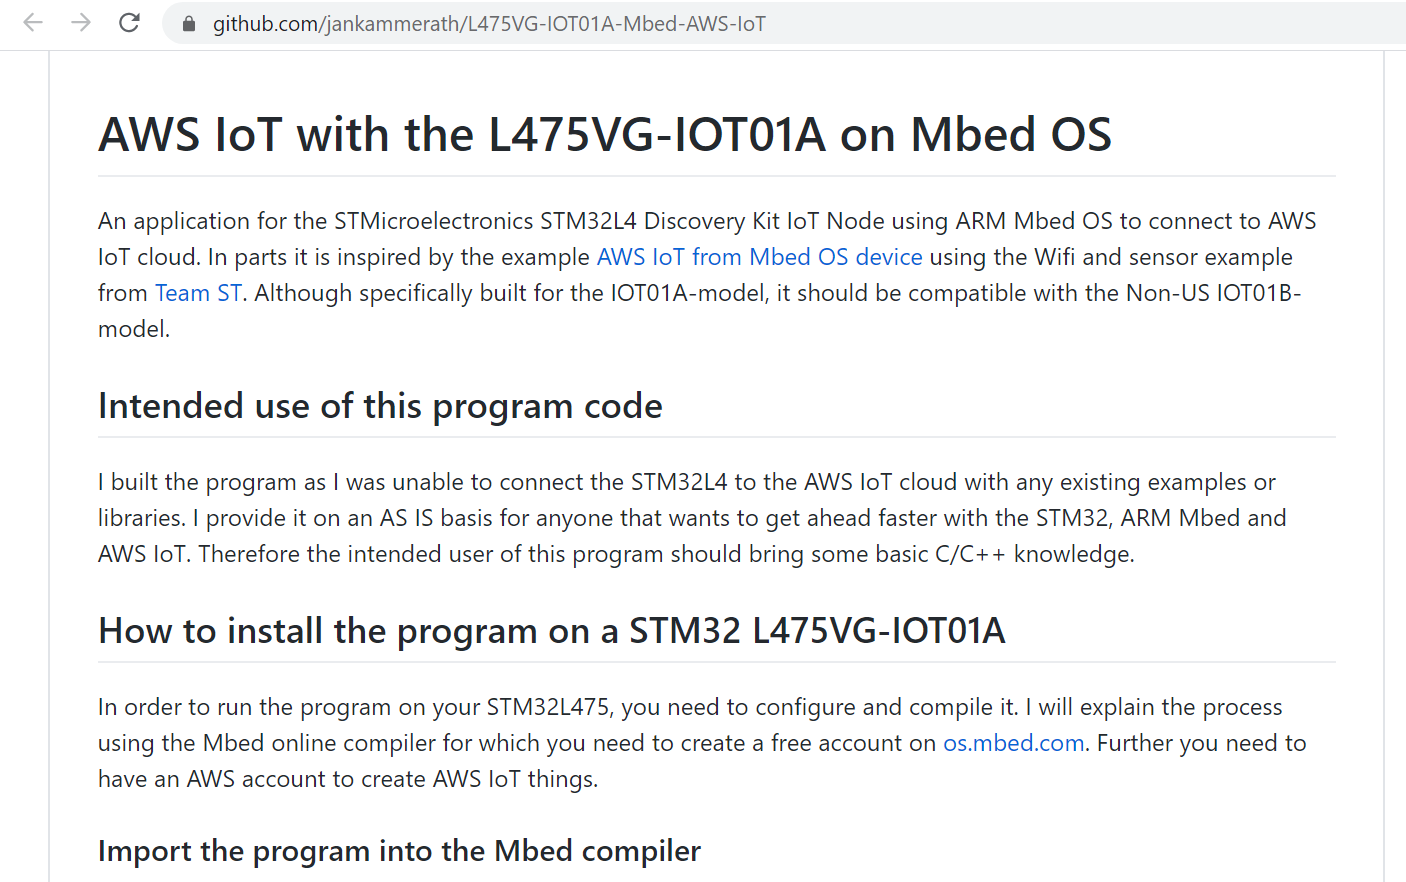 github.com/jankammerath/L475VG-IOT01A-Mbed-AWS-IoT
AWS IoT with the L475VG-IOT01A on Mbed OS
An application for the STMicroelectronics STM32L4 Discovery Kit IoT Node using ARM Mbed OS to connect to AWS
IoT cloud. In parts it is inspired by the example AWS IoT from Mbed OS device using the Wifi and sensor example
from Team ST. Although specifically built for the IOT01A-model, it should be compatible with the Non-US IOT01B-
model.
Intended use of this program code
I built the program as I was unable to connect the STM32L4 to the AWS IoT cloud with any existing examples or
libraries. I provide it on an AS IS basis for anyone that wants to get ahead faster with the STM32, ARM Mbed and
AWS IoT. Therefore the intended user of this program should bring some basic C/C++ knowledge.
How to install the program on a STM32 L475VG-IOT01A
In order to run the program on your STM32L475, you need to configure and compile it. I will explain the process
using the Mbed online compiler for which you need to create a free account on os.mbed.com. Further you need to
have an AWS account to create AWS IoT things.
Import the program into the Mbed compiler